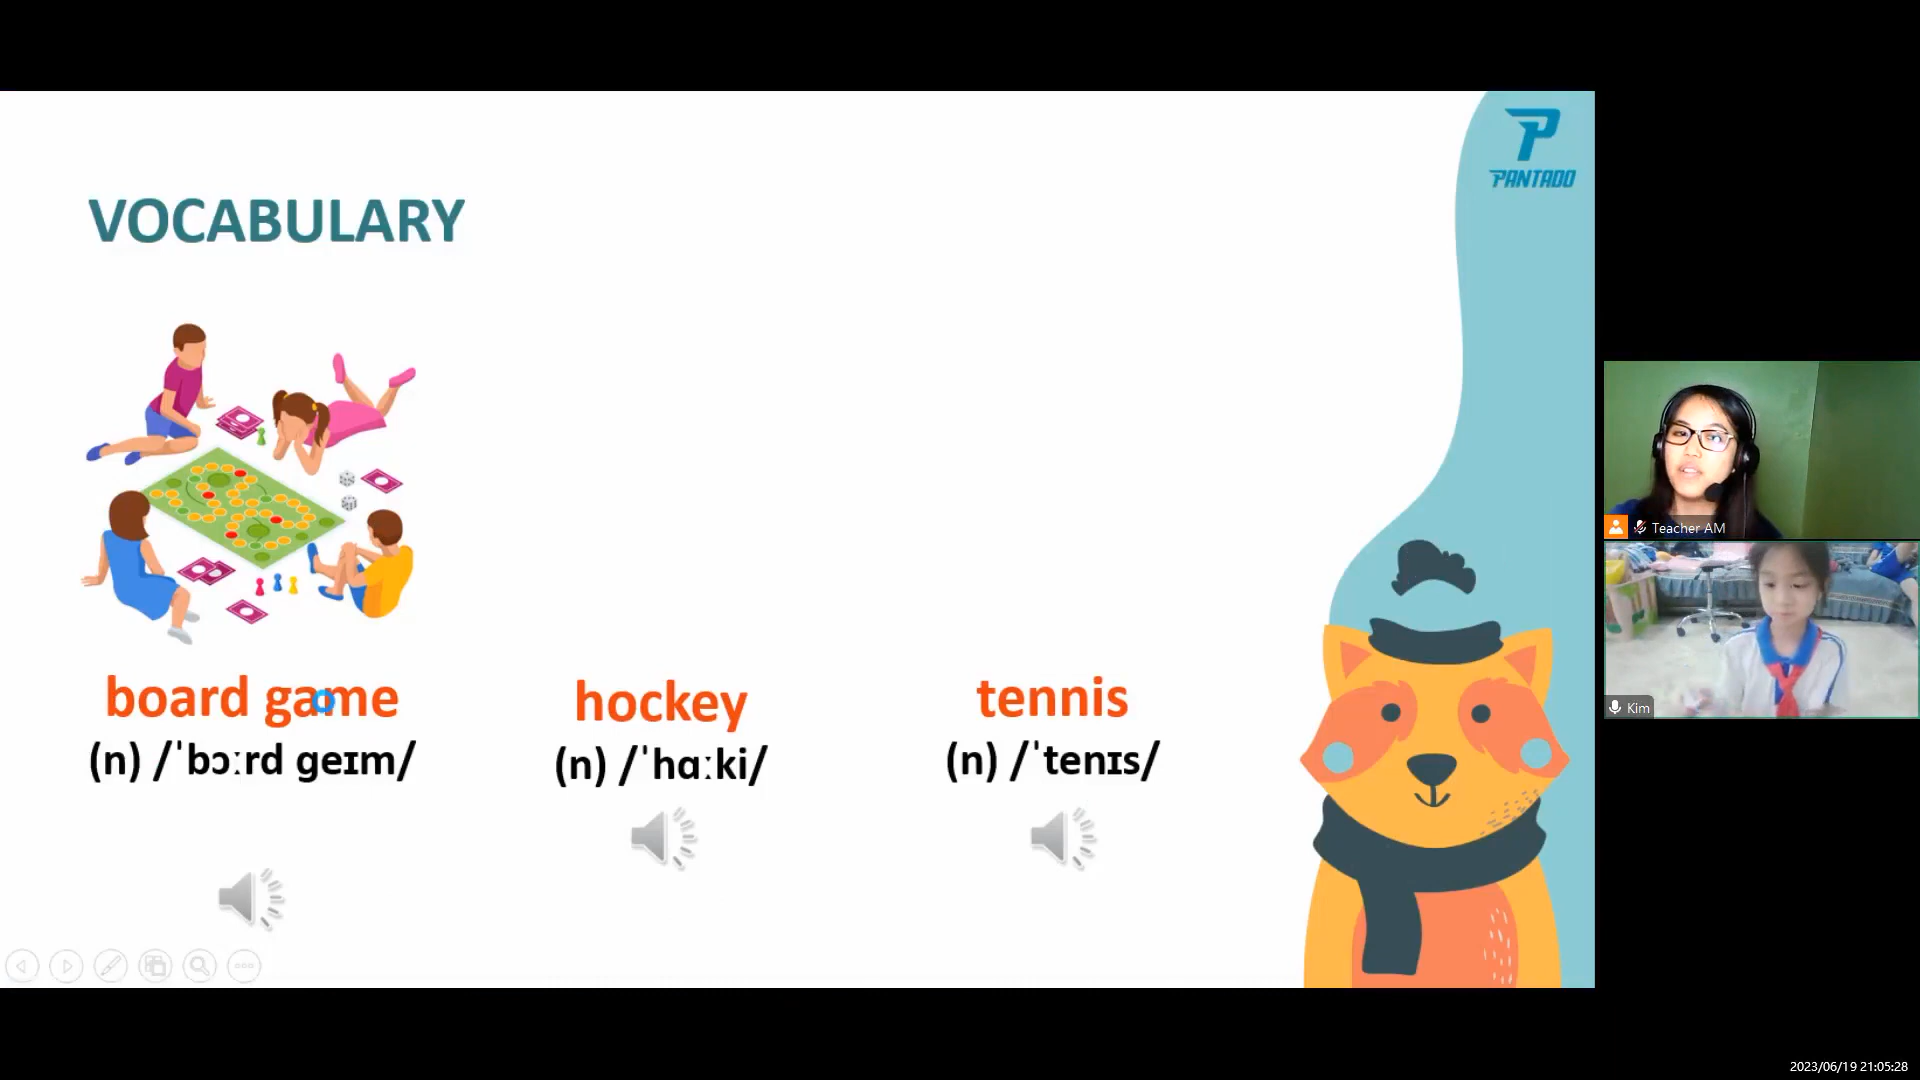 PANTADO
VOCABULARY
board game
(n) /ˈbɔːrd geɪm/
hockey
(n) /ˈhɑːki/
tennis
(n) /ˈtenɪs/
Teacher AM
Kim
2023/06/19 21:05:28